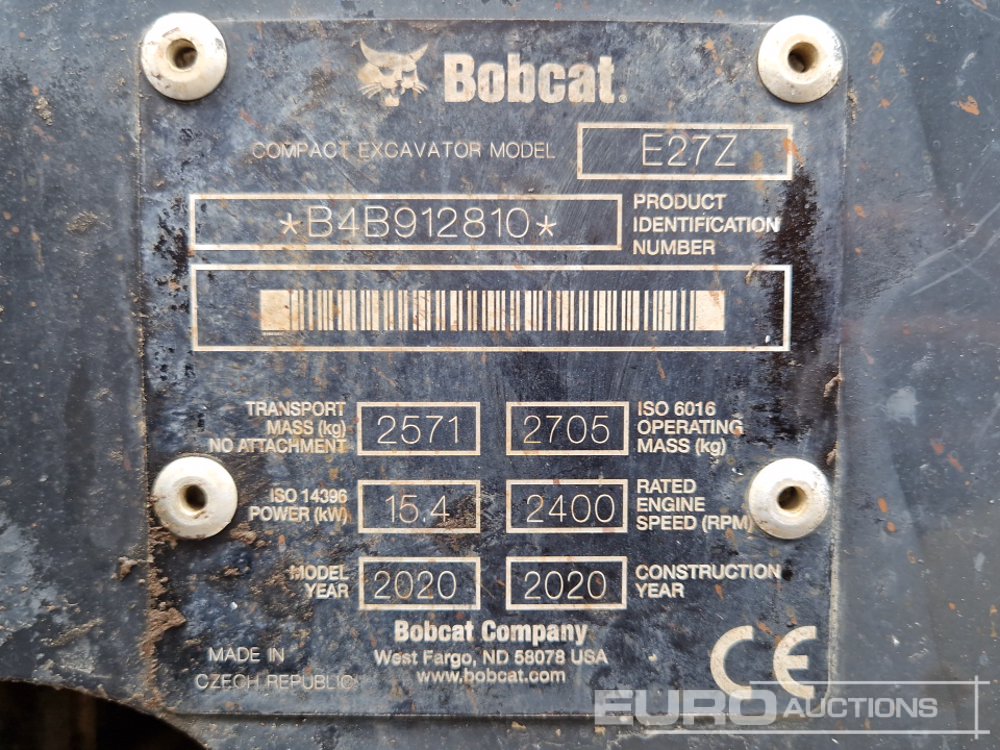 Bobcat.
COMPACT EXCAVATOR MODEL E27Z
*B4B912810* PRODUCT IDENTIFICATION NUMBER
TRANSPORT MASS (kg) NO ATTACHMENT 2571
2705 ISO 6016 OPERATING MASS (kg)
ISO 14396 POWER (kW) 15.4
2400 RATED ENGINE SPEED (RPM)
MODEL YEAR 2020
2020 CONSTRUCTION YEAR
Bobcat Company
West Fargo, ND 58078 USA
www.bobcat.com
MADE IN
CZECH REPUBLIC
CE
EURO AUCTIONS